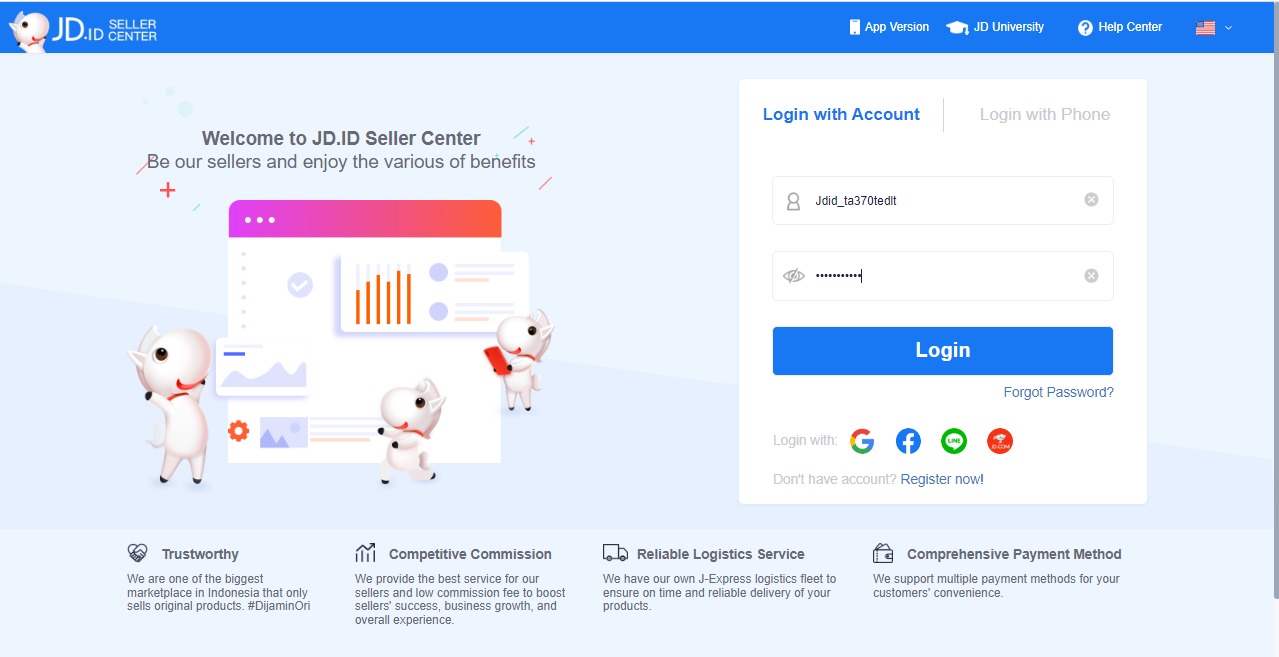 JD.ID SELLER CENTER
App Version
JD University
Help Center
Welcome to JD.ID Seller Center
Be our sellers and enjoy the various of benefits
Login with Account
Login with Phone
Jdid_ta370tedlt
•••••••••••
Login
Forgot Password?
Login with:
LINE
JD.COM
Don't have account? Register now!
Trustworthy
We are one of the biggest
marketplace in Indonesia that only
sells original products. #DijaminOri
Competitive Commission
We provide the best service for our
sellers and low commission fee to boost
sellers' success, business growth, and
overall experience.
Reliable Logistics Service
We have our own J-Express logistics fleet to
ensure on time and reliable delivery of your
products.
Comprehensive Payment Method
We support multiple payment methods for your
customers' convenience.